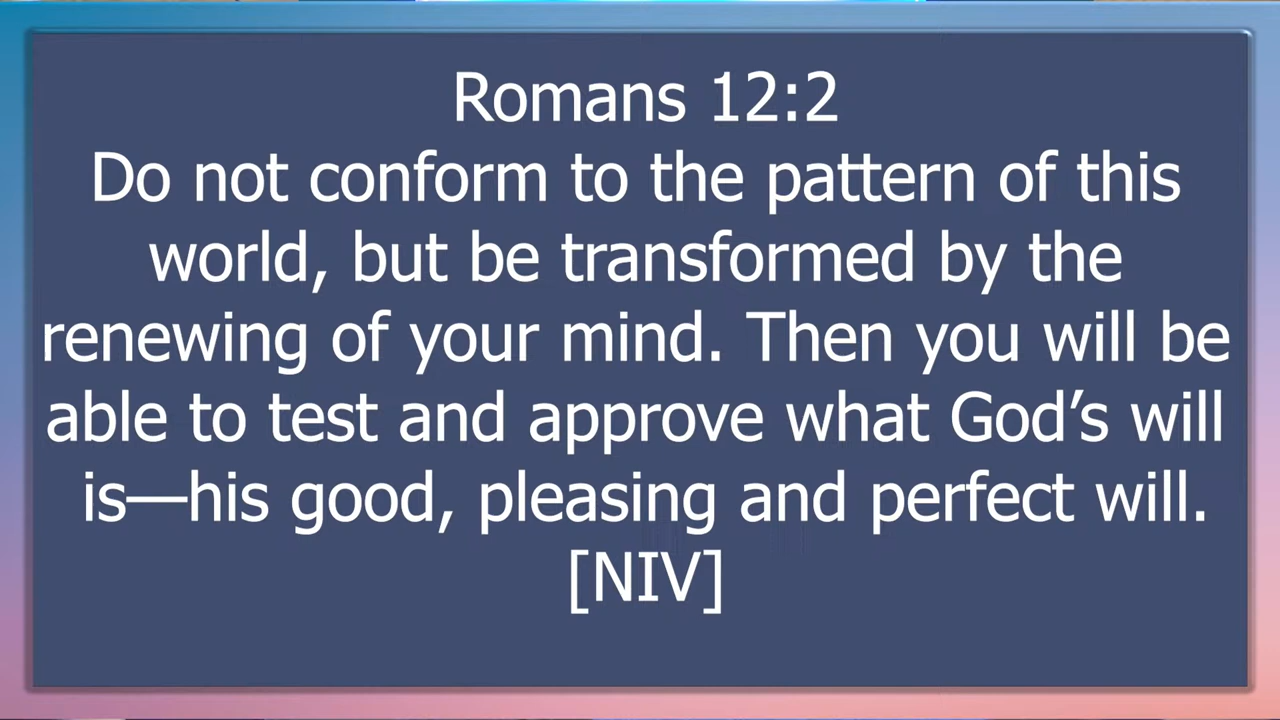 Romans 12:2
Do not conform to the pattern of this
world, but be transformed by the
renewing of your mind. Then you will be
able to test and approve what God’s will
is—his good, pleasing and perfect will.
[NIV]